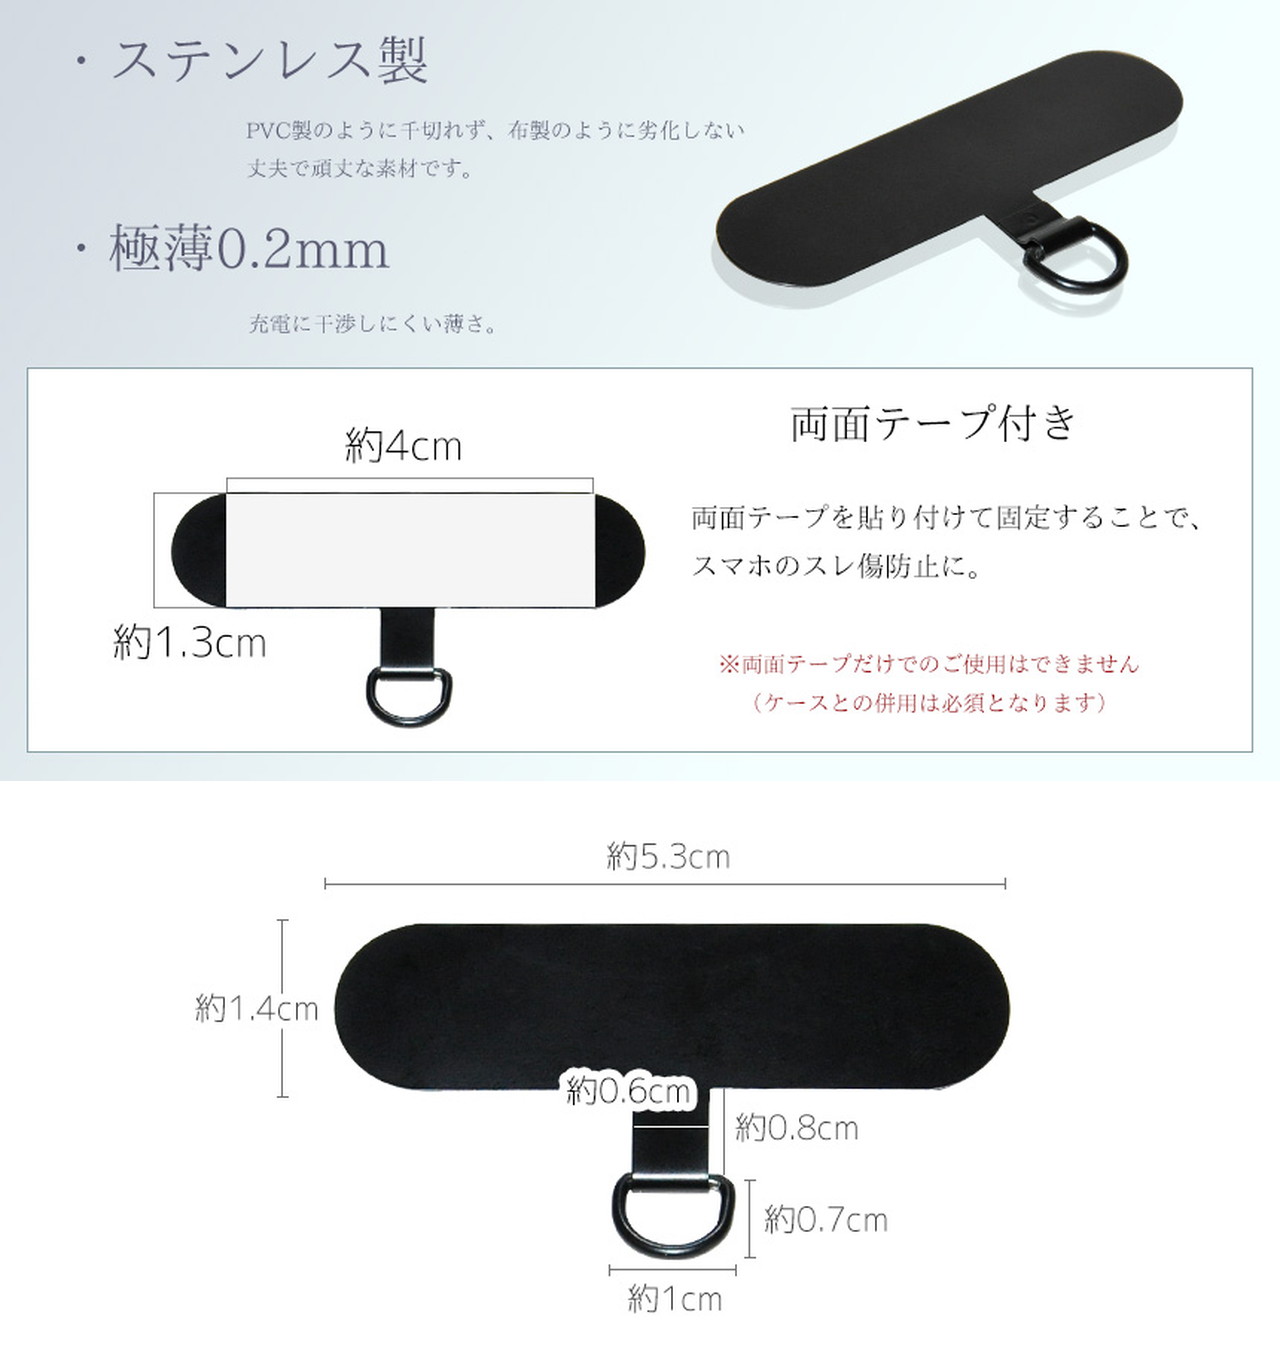 ・ステンレス製
PVC製のように千切れず、布製のように劣化しない
丈夫で頑丈な素材です。
・極薄0.2mm
充電に干渉しにくい薄さ。
両面テープ付き
約4cm
約1.3cm
両面テープを貼り付けて固定することで、
スマホのスレ傷防止に。
※両面テープだけでのご使用はできません
（ケースとの併用は必須となります）
約5.3cm
約1.4cm
約0.6cm
約0.8cm
約0.7cm
約1cm